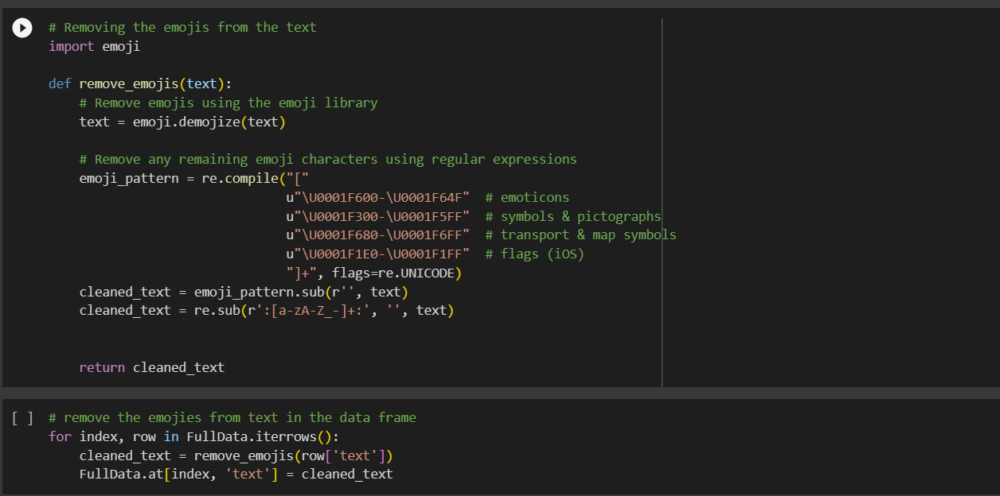 # Removing the emojis from the text
import emoji
def remove_emojis(text):
# Remove emojis using the emoji library
text = emoji.demojize(text)
# Remove any remaining emoji characters using regular expressions
emoji_pattern = re.compile("["
u"\U0001F600-\U0001F64F"  # emoticons
u"\U0001F300-\U0001F5FF"  # symbols & pictographs
u"\U0001F680-\U0001F6FF"  # transport & map symbols
u"\U0001F1E0-\U0001F1FF"  # flags (iOS)
"]+", flags=re.UNICODE)
cleaned_text = emoji_pattern.sub(r'', text)
cleaned_text = re.sub(r':[a-zA-Z_-]+:', '', text)
return cleaned_text
[ ] # remove the emojies from text in the data frame
for index, row in FullData.iterrows():
cleaned_text = remove_emojis(row['text'])
FullData.at[index, 'text'] = cleaned_text